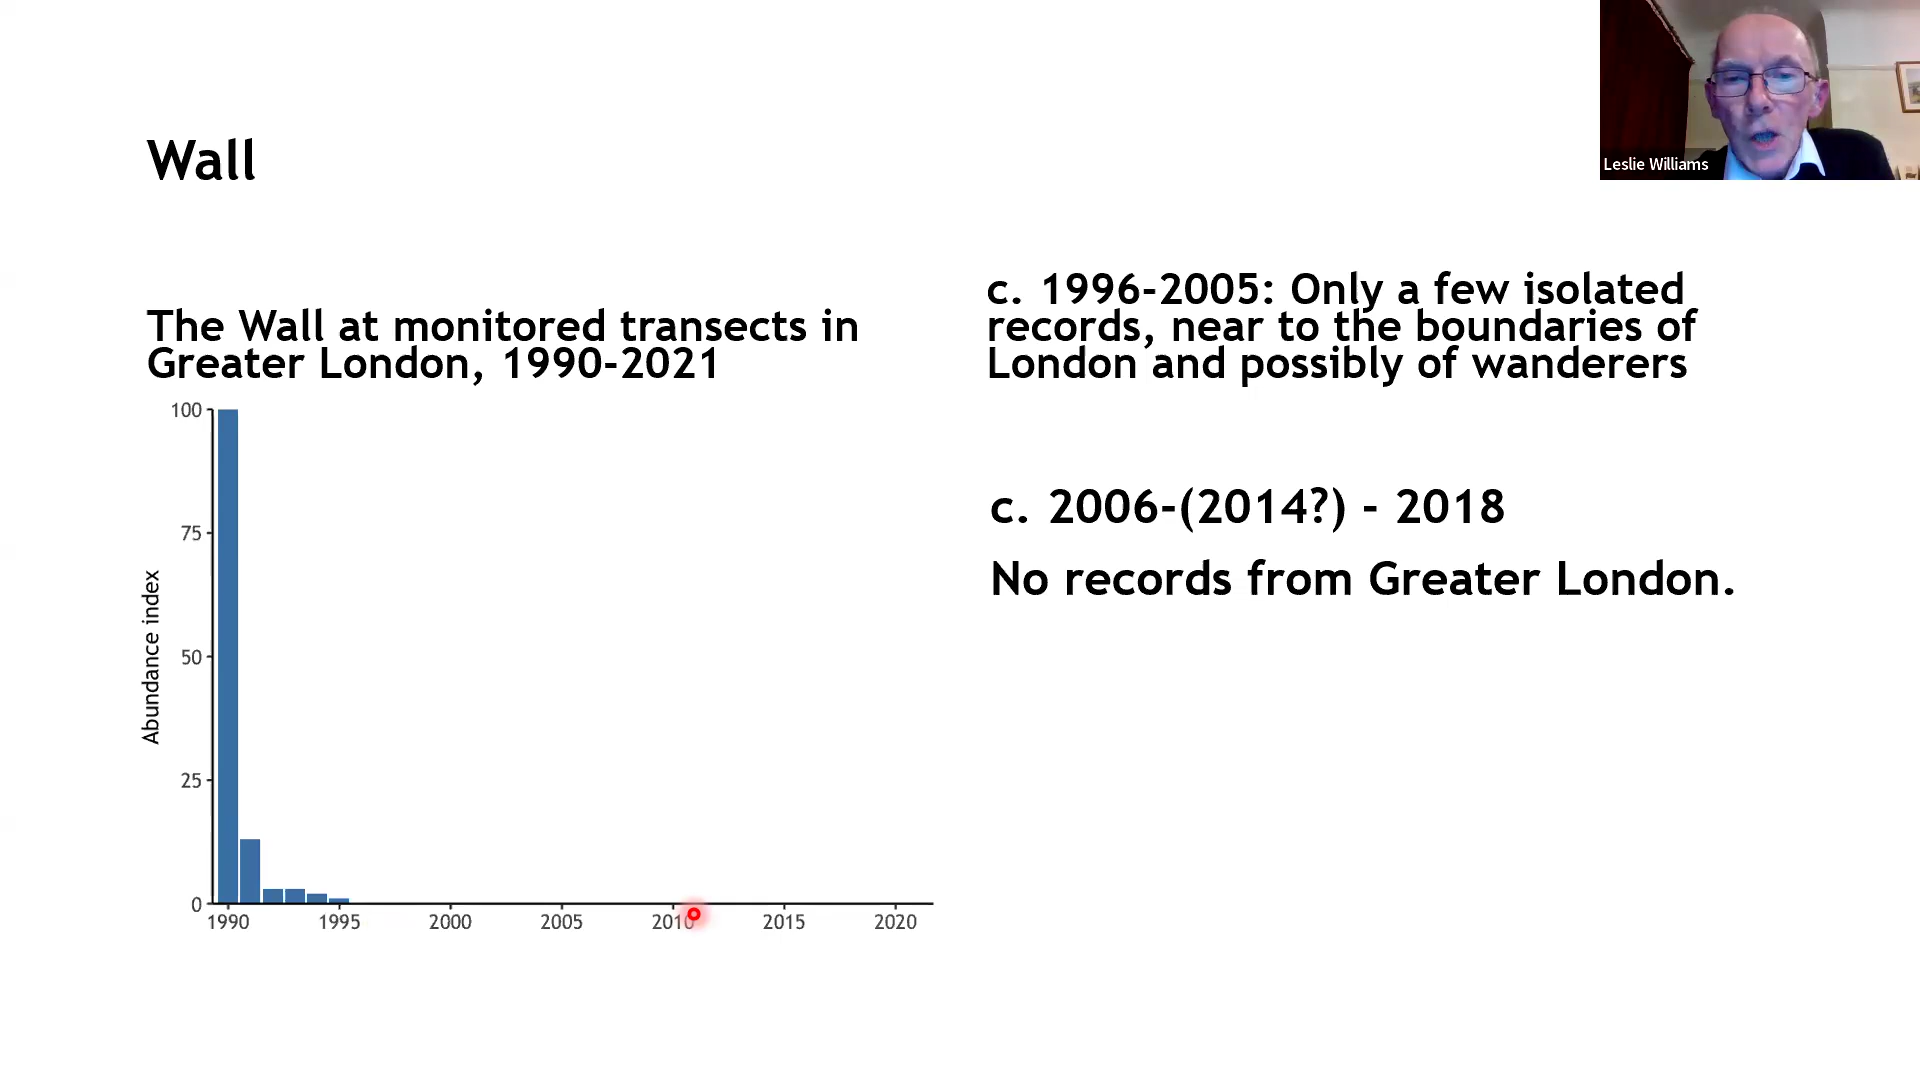 Leslie Williams
Wall
The Wall at monitored transects in
Greater London, 1990-2021
100
75
50
25
0
Abundance index
1990
1995
2000
2005
2010
2015
2020
c. 1996-2005: Only a few isolated
records, near to the boundaries of
London and possibly of wanderers
c. 2006-(2014?) - 2018
No records from Greater London.